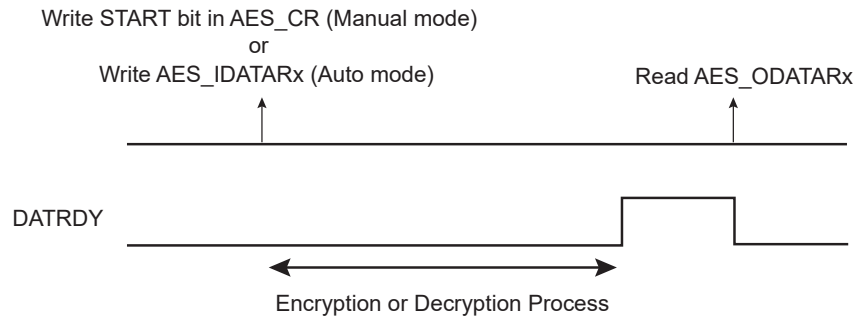 Write START bit in AES_CR (Manual mode)
or
Write AES_IDATARx (Auto mode)
Read AES_ODATARx
DATRDY
Encryption or Decryption Process